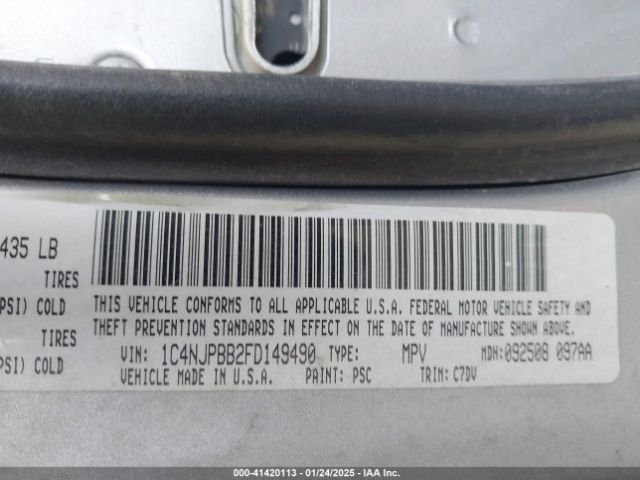 435 LB
TIRES
PSI) COLD
TIRES
PSI) COLD
THIS VEHICLE CONFORMS TO ALL APPLICABLE U.S.A. FEDERAL MOTOR VEHICLE SAFETY AND
THEFT PREVENTION STANDARDS IN EFFECT ON THE DATE OF MANUFACTURE SHOWN ABOVE.
VIN: 1C4NJPBB2FD149490 TYPE: MPV MDH:092508 097AA
VEHICLE MADE IN U.S.A. PAINT: PSC TRIM: C7DV
000-41420113 - 01/24/2025 - IAA Inc.